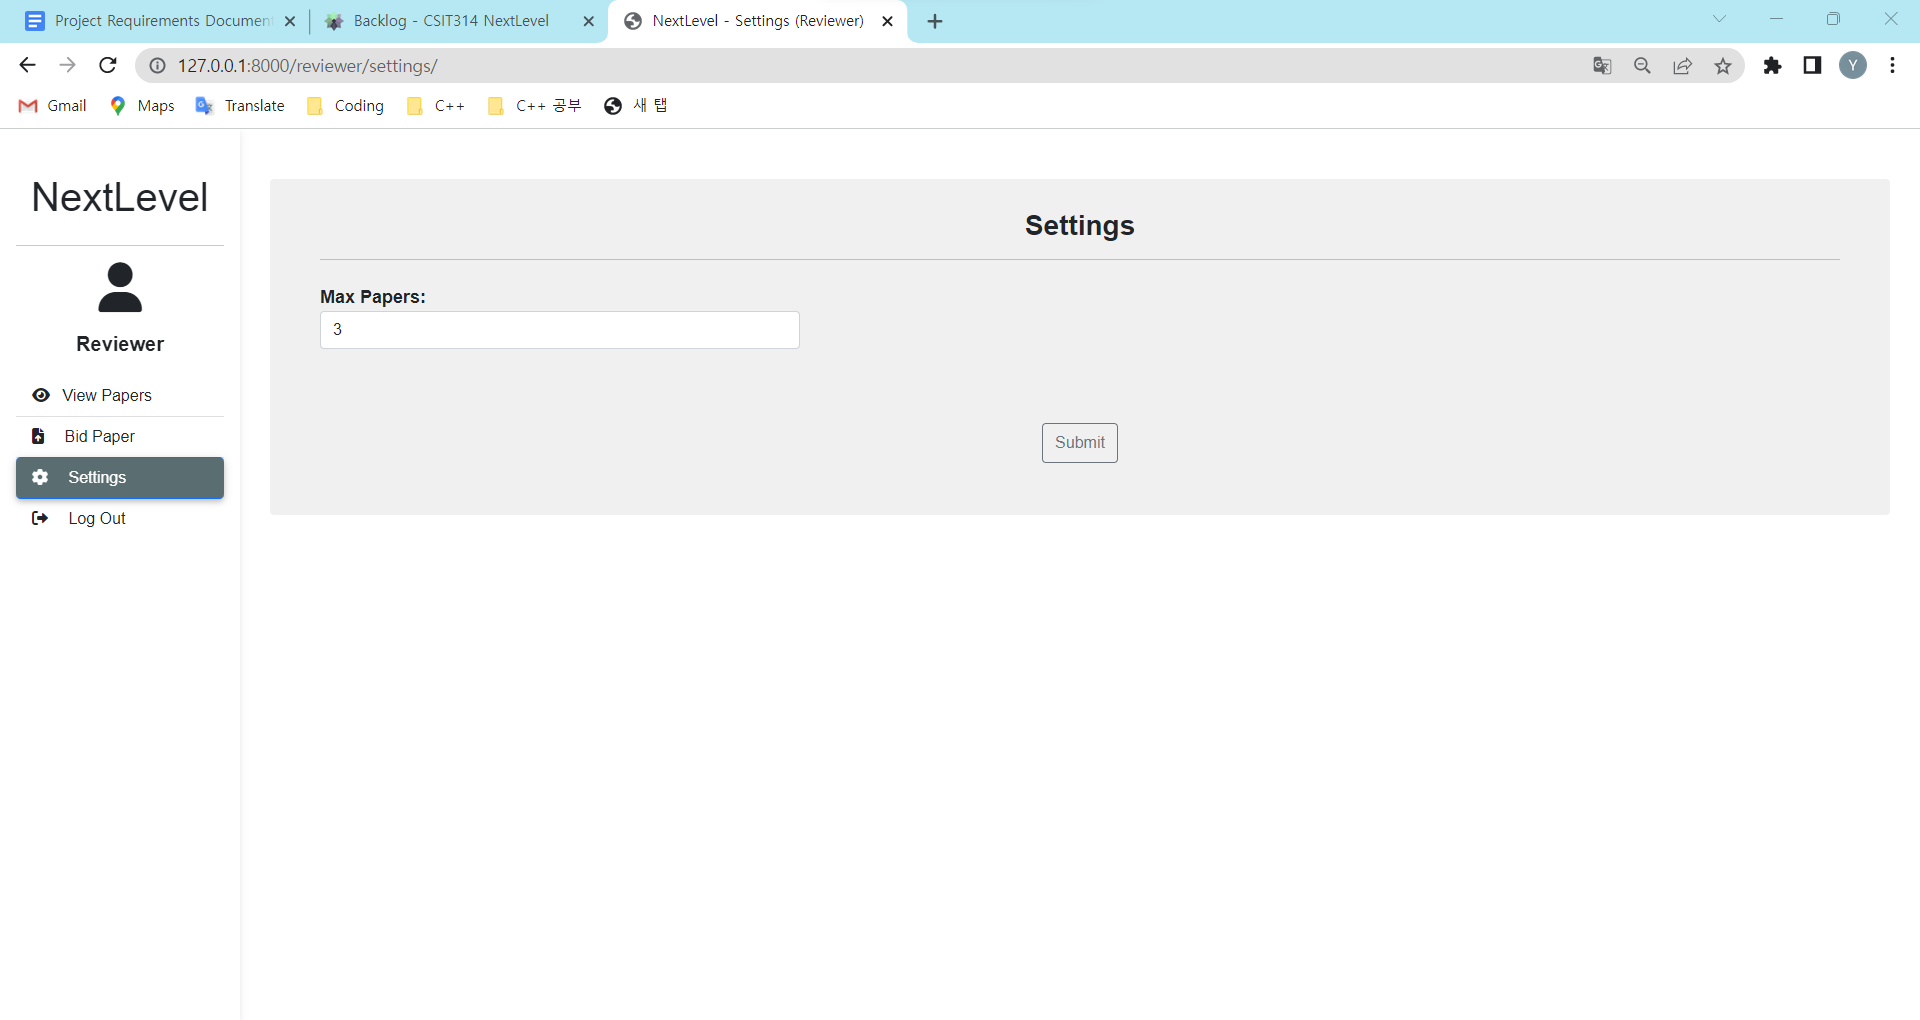 Project Requirements Documen
Backlog - CSIT314 NextLevel
NextLevel - Settings (Reviewer)
127.0.0.1:8000/reviewer/settings/
Y
Gmail
Maps
Translate
Coding
C++
C++ 공부
새 탭
NextLevel
Reviewer
View Papers
Bid Paper
Settings
Log Out
Settings
Max Papers:
3
Submit